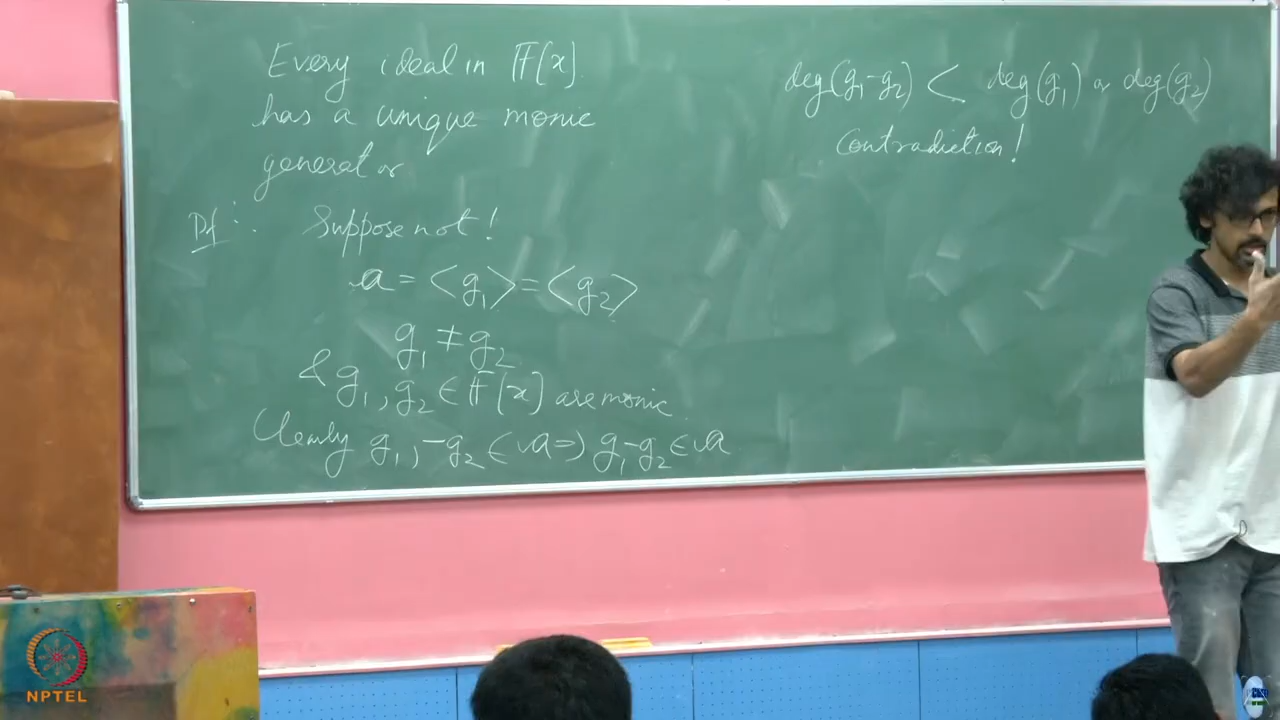 Every ideal in 𝔽[x]
has a unique monic
generator
Pf: Suppose not!
a = <g₁> = <g₂>
g₁ ≠ g₂
& g₁, g₂ ∈ 𝔽[x] are monic
Clearly g₁, -g₂ ∈ a => g₁-g₂ ∈ a
deg(g₁-g₂) < deg(g₁) or deg(g₂)
Contradiction!
NPTEL